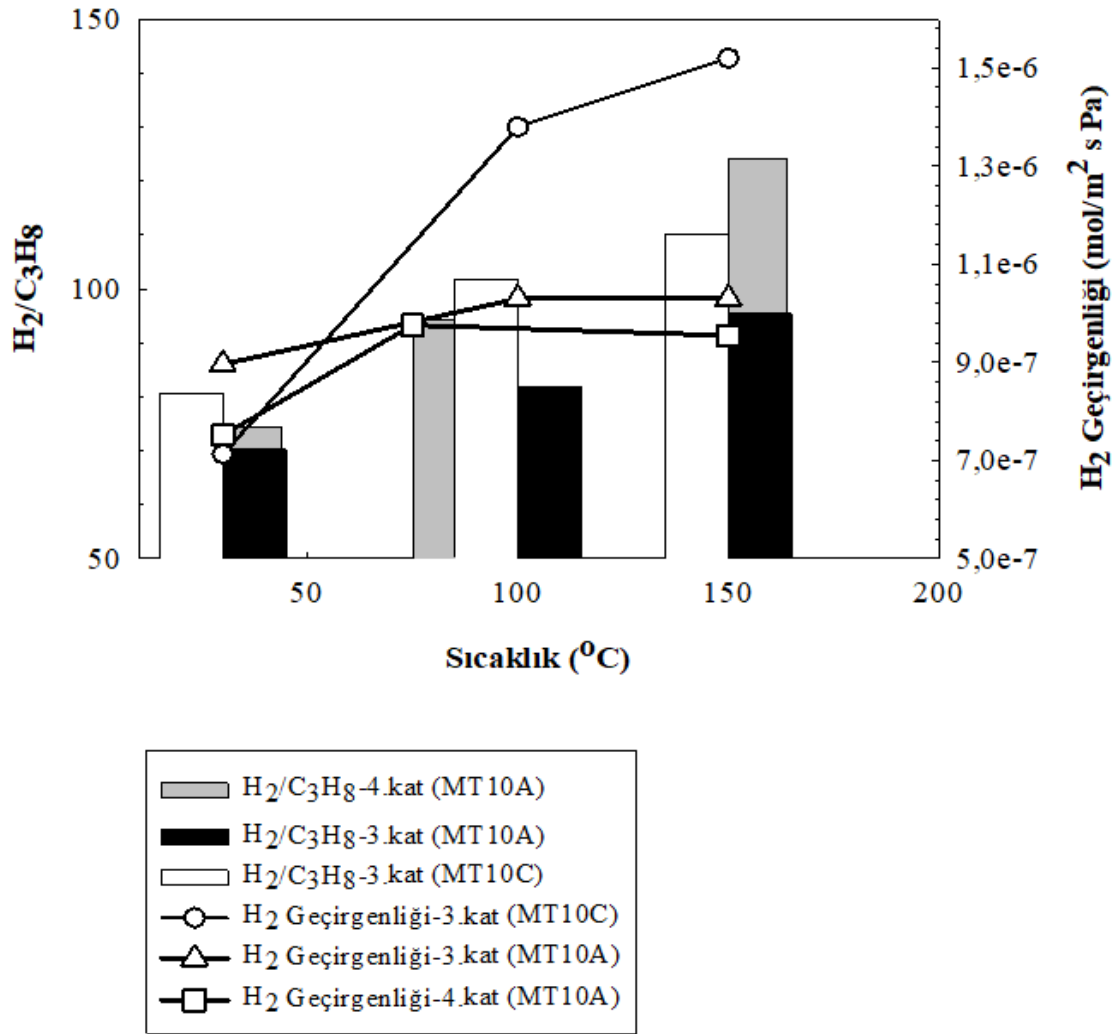 150
100
50
H2/C3H8
1,5e-6
1,3e-6
1,1e-6
9,0e-7
7,0e-7
5,0e-7
H2 Geçirgenliği (mol/m2 s Pa)
50
100
150
200
Sıcaklık (oC)
H2/C3H8-4.kat (MT10A)
H2/C3H8-3.kat (MT10A)
H2/C3H8-3.kat (MT10C)
H2 Geçirgenliği-3.kat (MT10C)
H2 Geçirgenliği-3.kat (MT10A)
H2 Geçirgenliği-4.kat (MT10A)